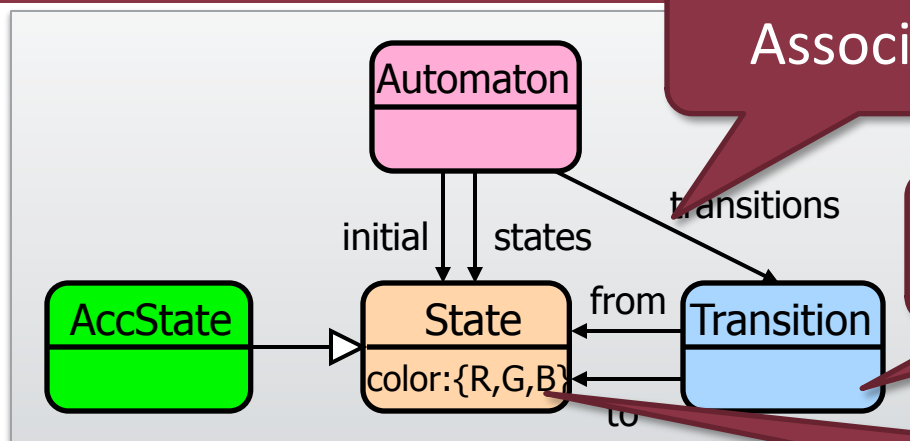 Associ
Automaton
transitions
initial
states
from
AccState
State
Transition
color:{R,G,B}
to